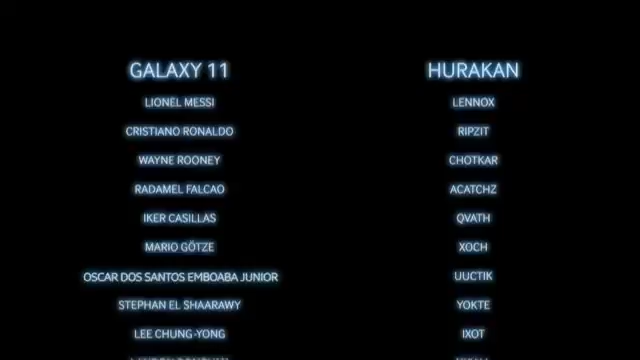 GALAXY 11
LIONEL MESSI
CRISTIANO RONALDO
WAYNE ROONEY
RADAMEL FALCAO
IKER CASILLAS
MARIO GÖTZE
OSCAR DOS SANTOS EMBOABA JUNIOR
STEPHAN EL SHAARAWY
LEE CHUNG-YONG
HURAKAN
LENNOX
RIPZIT
CHOTKAR
ACATCHZ
QVATH
XOCH
UUCTIK
YOKTE
IXOT